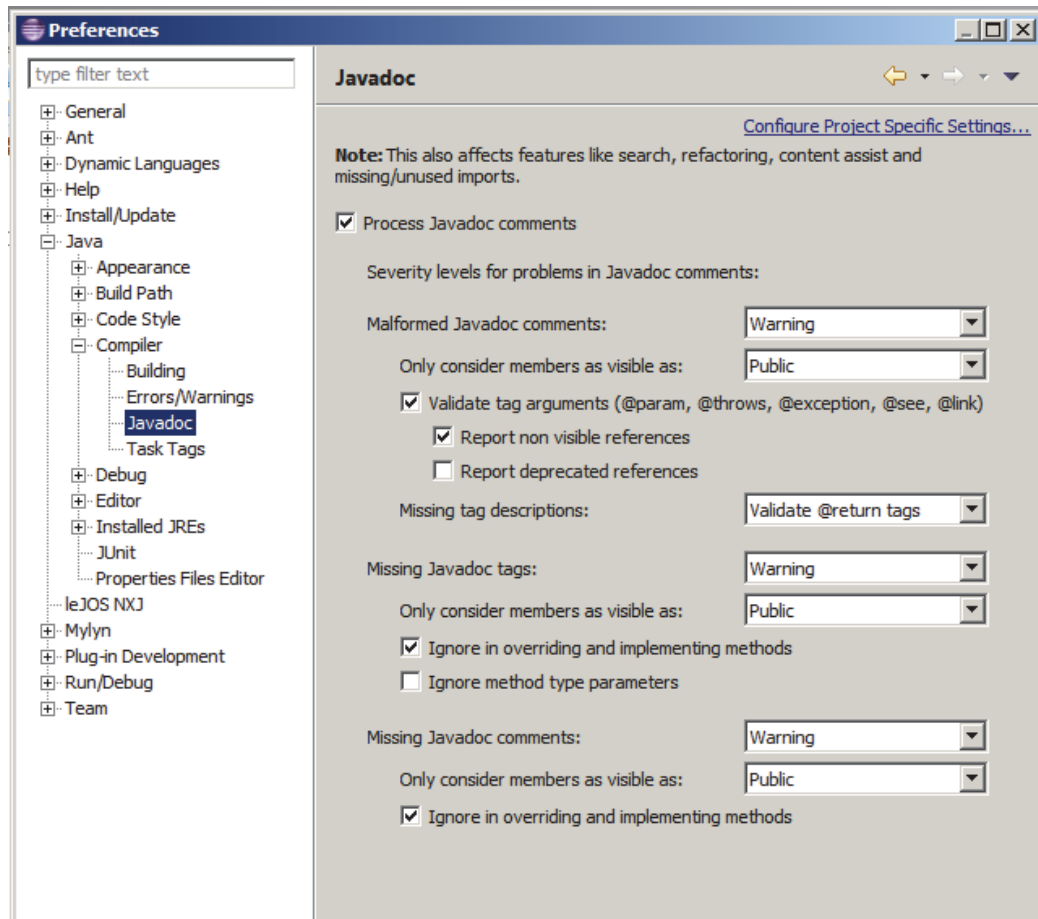 Preferences
type filter text
General
Ant
Dynamic Languages
Help
Install/Update
Java
Appearance
Build Path
Code Style
Compiler
Building
Errors/Warnings
Javadoc
Task Tags
Debug
Editor
Installed JREs
JUnit
Properties Files Editor
leJOS NXJ
Mylyn
Plug-in Development
Run/Debug
Team
Javadoc
Configure Project Specific Settings...
Note: This also affects features like search, refactoring, content assist and
missing/unused imports.
Process Javadoc comments
Severity levels for problems in Javadoc comments:
Malformed Javadoc comments: Warning
Only consider members as visible as: Public
Validate tag arguments (@param, @throws, @exception, @see, @link)
Report non visible references
Report deprecated references
Missing tag descriptions: Validate @return tags
Missing Javadoc tags: Warning
Only consider members as visible as: Public
Ignore in overriding and implementing methods
Ignore method type parameters
Missing Javadoc comments: Warning
Only consider members as visible as: Public
Ignore in overriding and implementing methods